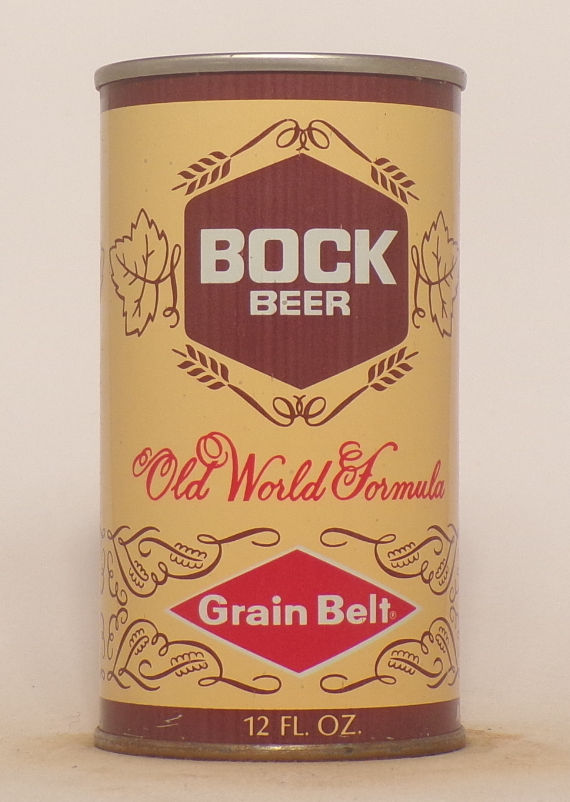 BOCK
BEER
Old World Formula
Grain Belt®
12 FL. OZ.